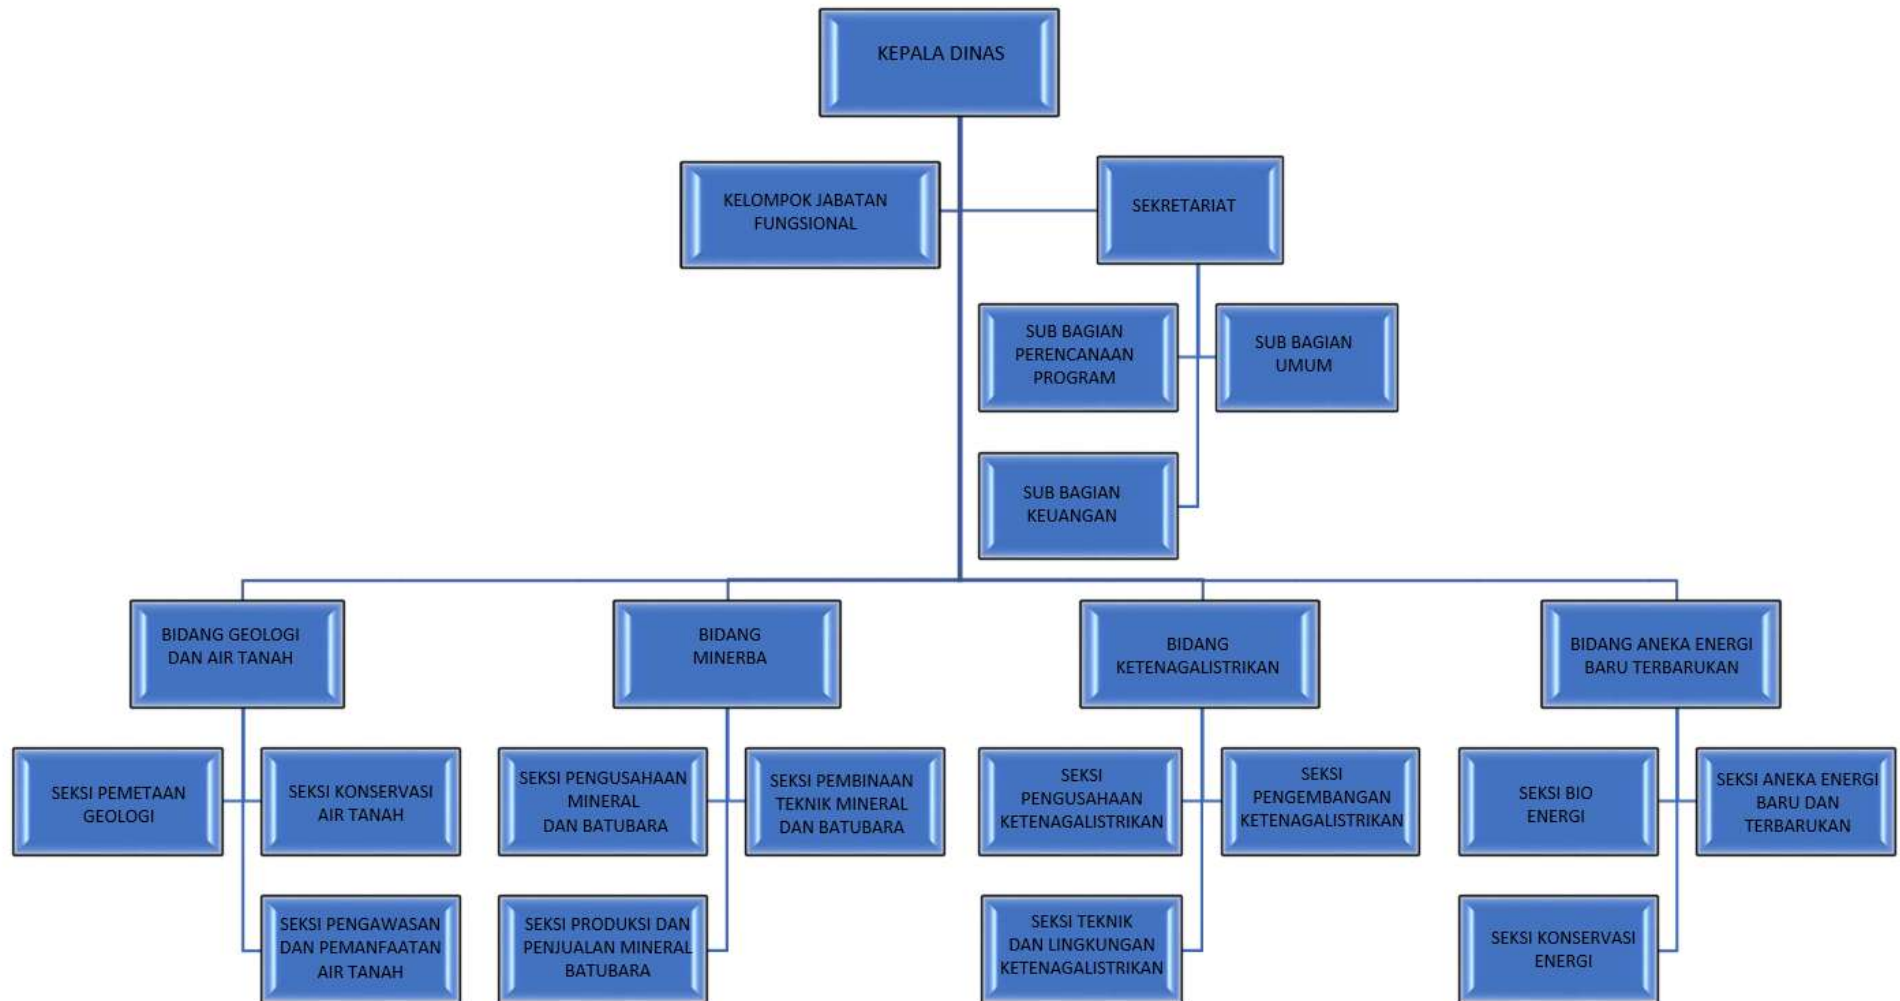 KEPALA DINAS
KELOMPOK JABATAN
FUNGSIONAL
SEKRETARIAT
SUB BAGIAN
PERENCANAAN
PROGRAM
SUB BAGIAN
UMUM
SUB BAGIAN
KEUANGAN
BIDANG GEOLOGI
DAN AIR TANAH
BIDANG
MINERBA
BIDANG
KETENAGALISTRIKAN
BIDANG ANEKA ENERGI
BARU TERBARUKAN
SEKSI PEMETAAN
GEOLOGI
SEKSI KONSERVASI
AIR TANAH
SEKSI PENGUSAHAAN
MINERAL
DAN BATUBARA
SEKSI PEMBINAAN
TEKNIK MINERAL
DAN BATUBARA
SEKSI
PENGUSAHAAN
KETENAGALISTRIKAN
SEKSI
PENGEMBANGAN
KETENAGALISTRIKAN
SEKSI BIO
ENERGI
SEKSI ANEKA ENERGI
BARU DAN
TERBARUKAN
SEKSI PENGAWASAN
DAN PEMANFAATAN
AIR TANAH
SEKSI PRODUKSI DAN
PENJUALAN MINERAL
BATUBARA
SEKSI TEKNIK
DAN LINGKUNGAN
KETENAGALISTRIKAN
SEKSI KONSERVASI
ENERGI